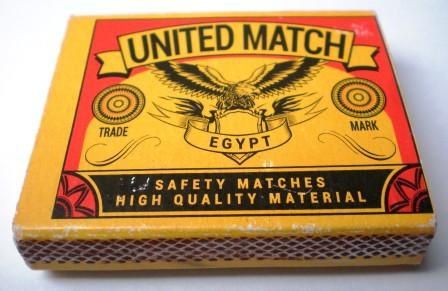 UNITED MATCH
TRADE
MARK
EGYPT
SAFETY MATCHES
HIGH QUALITY MATERIAL